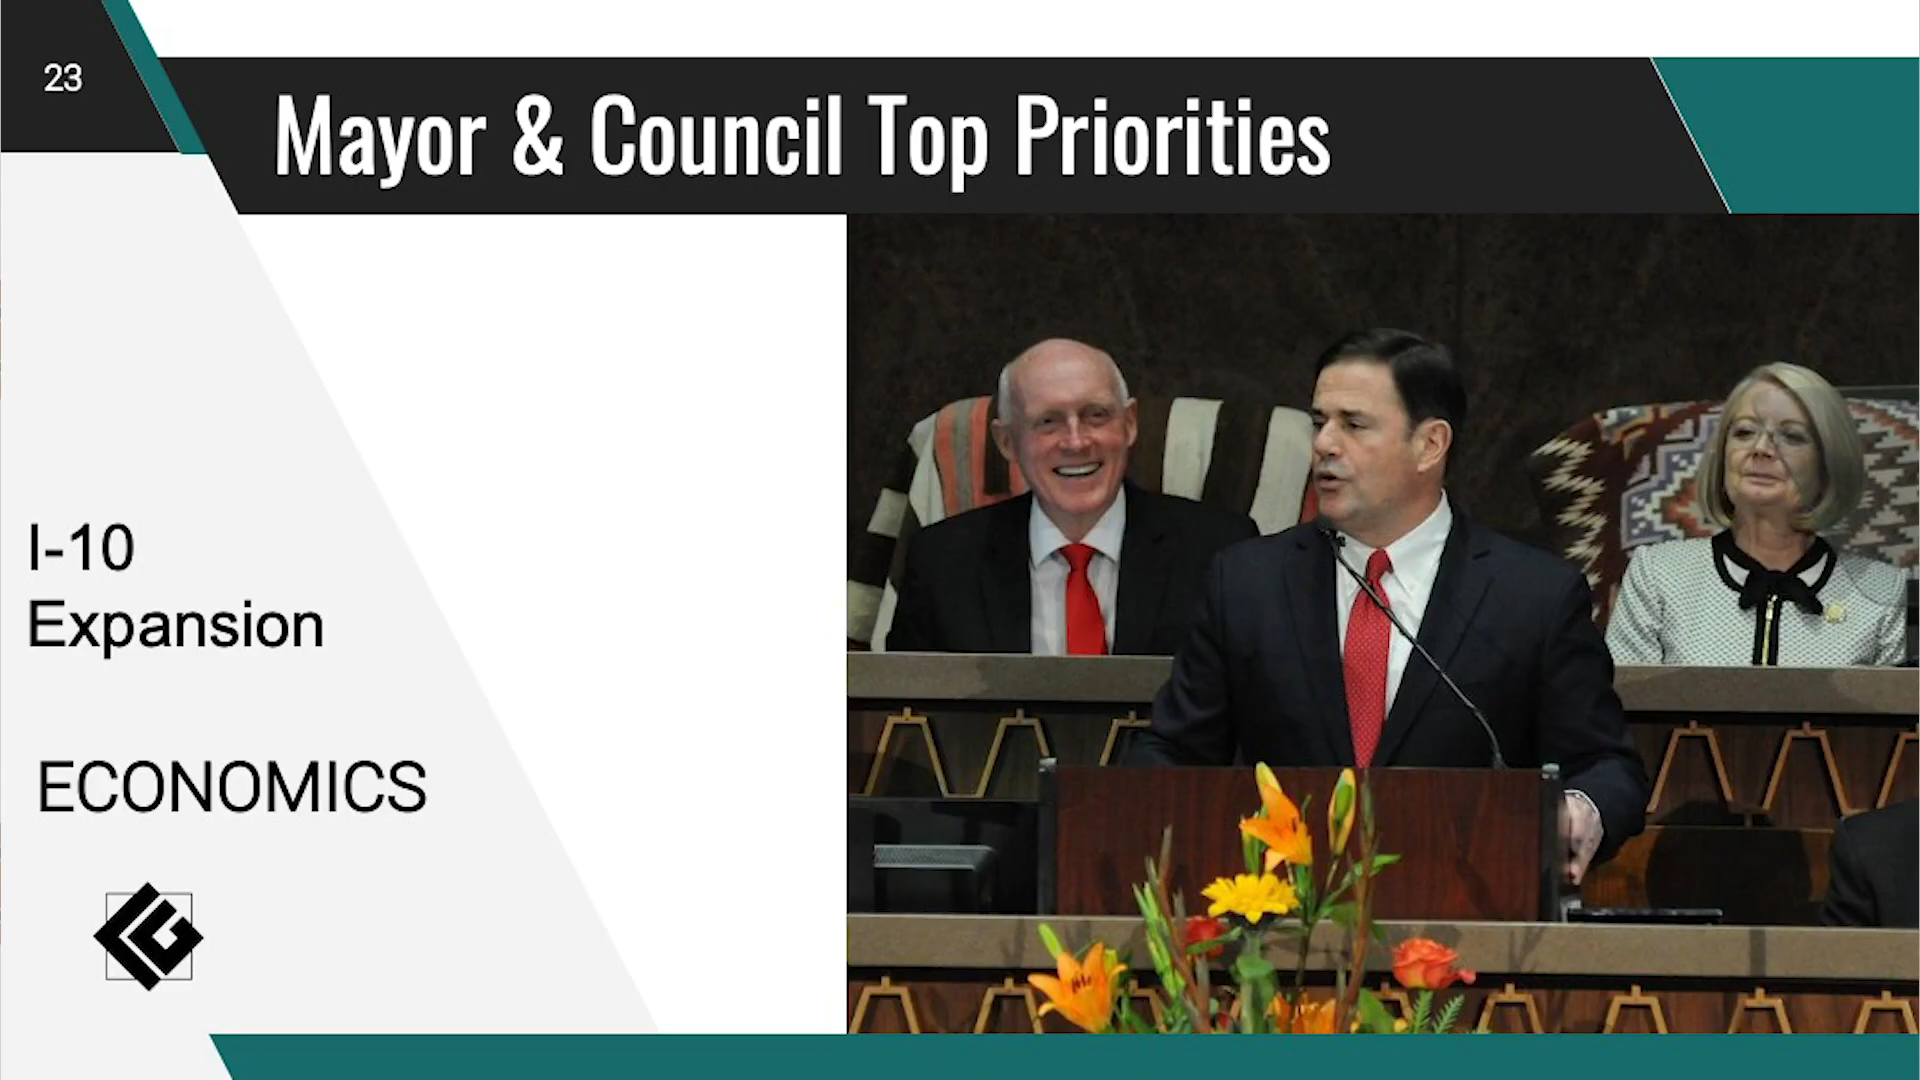 23
Mayor & Council Top Priorities
I-10
Expansion
ECONOMICS